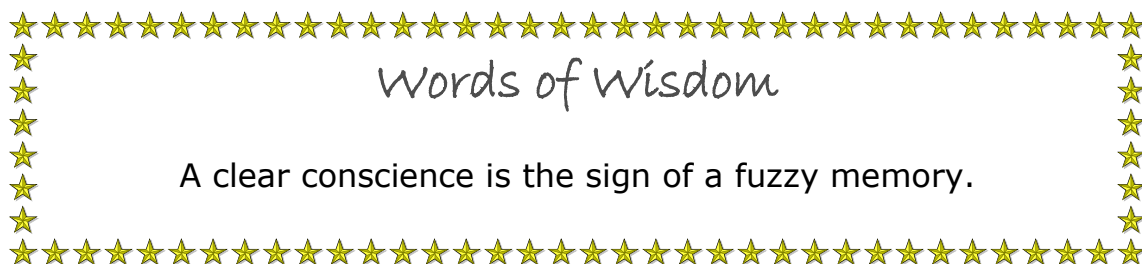 Words of Wisdom
A clear conscience is the sign of a fuzzy memory.